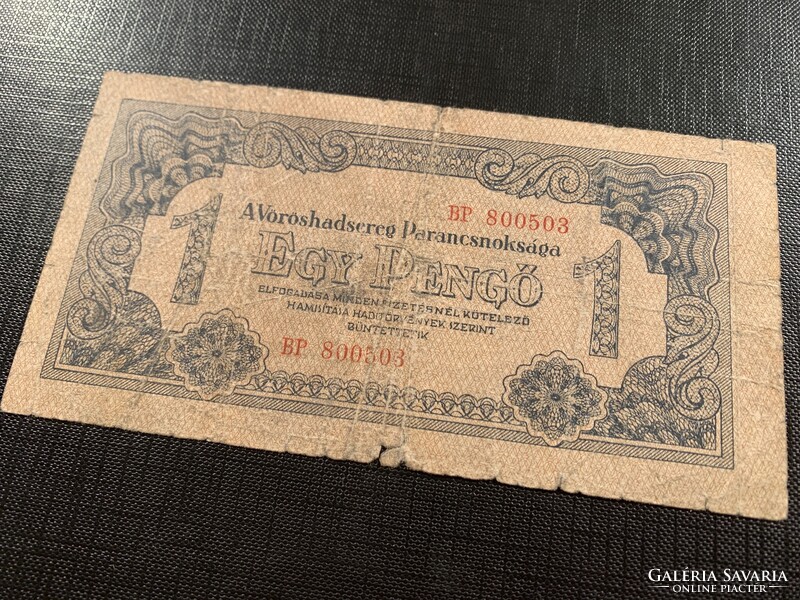 BP 800503
A Vöröshadsereg Parancsnoksága
1 EGY PENGŐ 1
ELFOGADÁSA MINDEN FIZETÉSNÉL KÖTELEZŐ
HAMISÍTÁSA HADITÖRVÉNYEK SZERINT
BÜNTETTETIK
BP 800503
GALÉRIA SAVARIA
ONLINE PIACTÉR